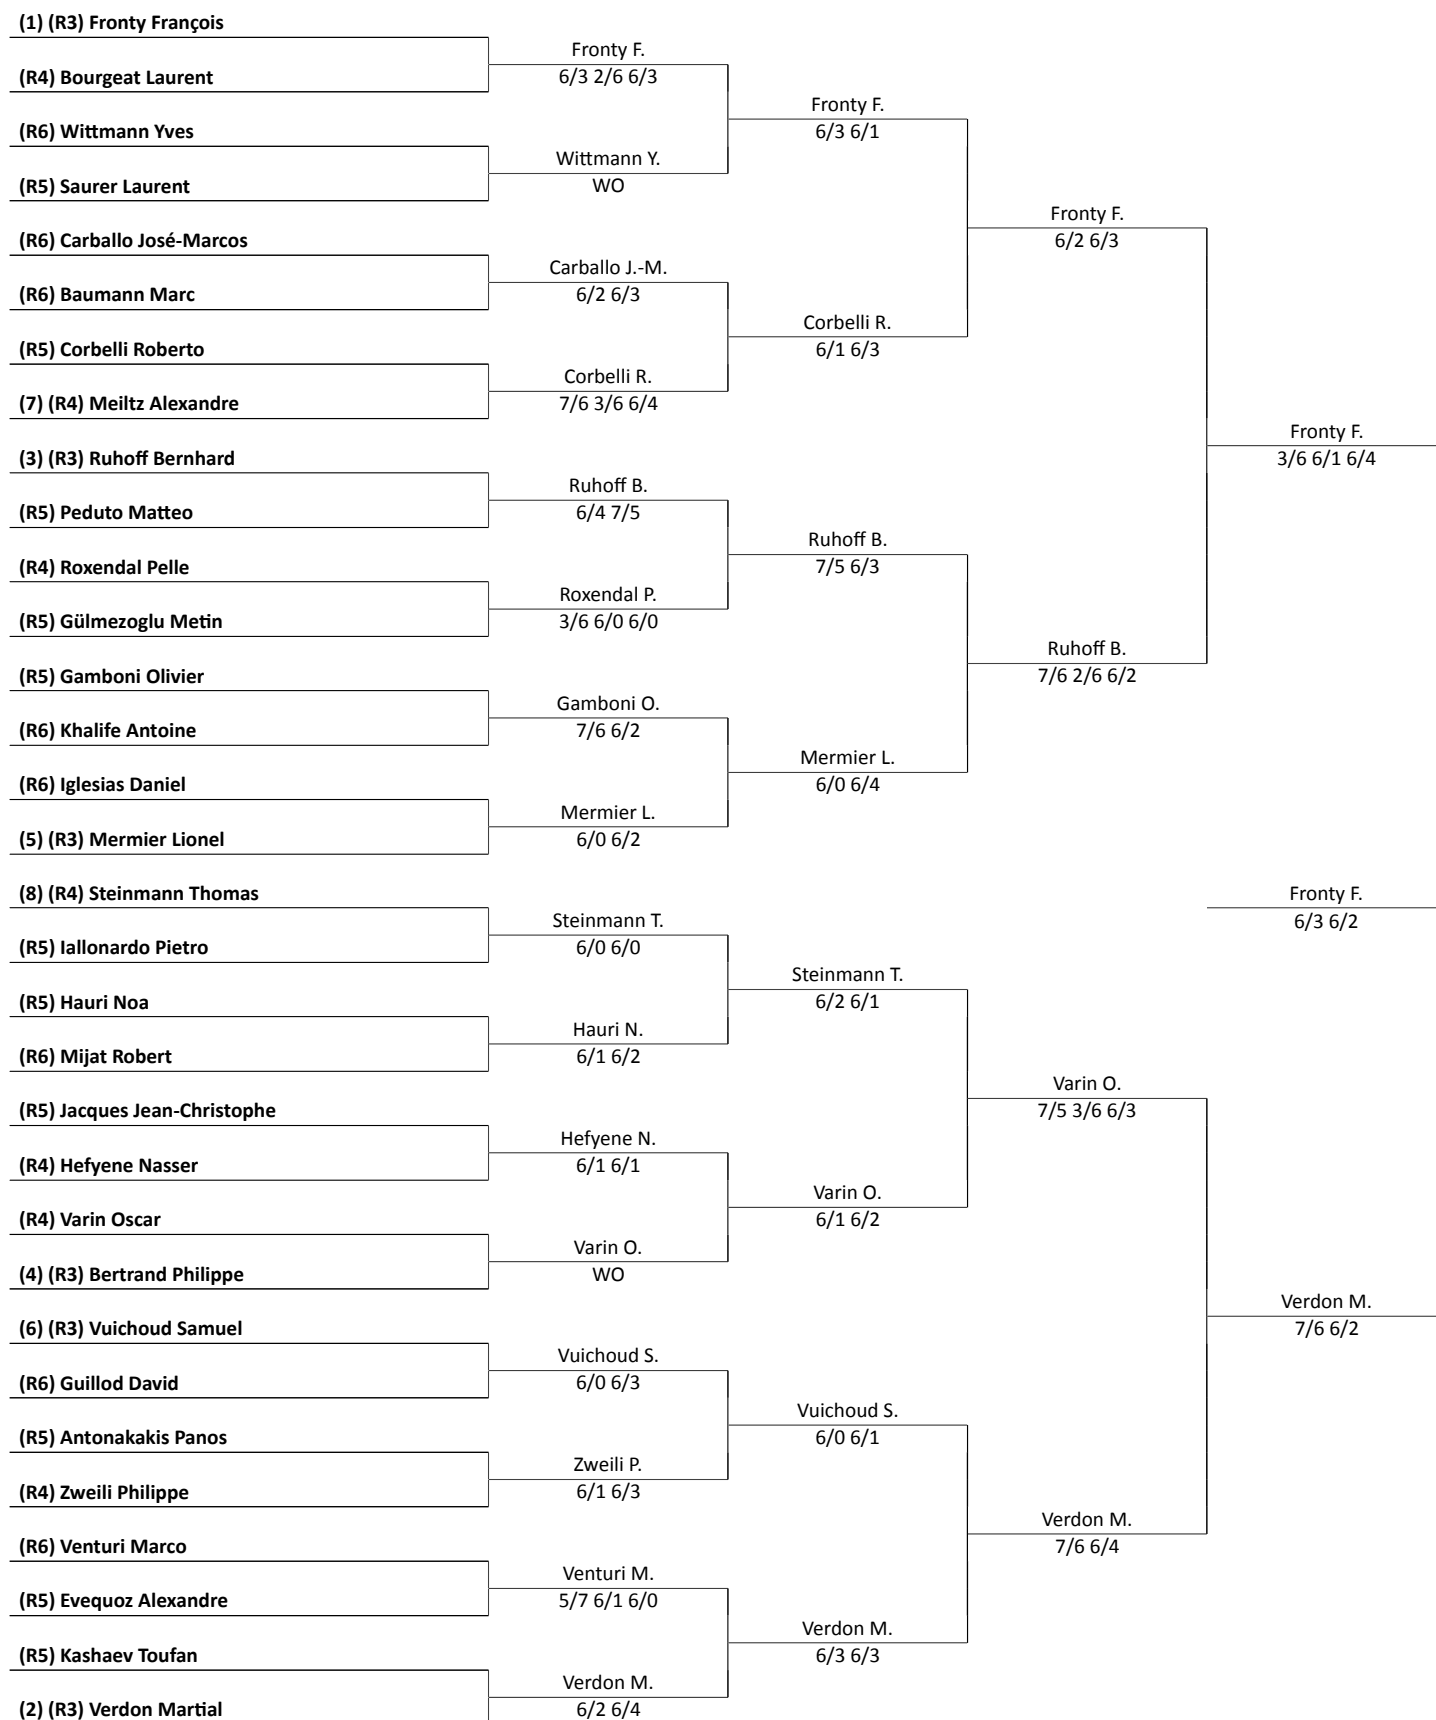 (1) (R3) Fronty François
Fronty F.
(R4) Bourgeat Laurent
6/3 2/6 6/3
Fronty F.
(R6) Wittmann Yves
6/3 6/1
Wittmann Y.
(R5) Saurer Laurent
WO
Fronty F.
(R6) Carballo José-Marcos
6/2 6/3
Carballo J.-M.
(R6) Baumann Marc
6/2 6/3
Corbelli R.
(R5) Corbelli Roberto
6/1 6/3
Corbelli R.
(7) (R4) Meiltz Alexandre
7/6 3/6 6/4
Fronty F.
(3) (R3) Ruhoff Bernhard
3/6 6/1 6/4
Ruhoff B.
(R5) Peduto Matteo
6/4 7/5
Ruhoff B.
(R4) Roxendal Pelle
7/5 6/3
Roxendal P.
(R5) Gülmezoglu Metin
3/6 6/0 6/0
Ruhoff B.
(R5) Gamboni Olivier
7/6 2/6 6/2
Gamboni O.
(R6) Khalife Antoine
7/6 6/2
Mermier L.
(R6) Iglesias Daniel
6/0 6/4
Mermier L.
(5) (R3) Mermier Lionel
6/0 6/2
(8) (R4) Steinmann Thomas
Fronty F.
Steinmann T.
6/3 6/2
(R5) Iallonardo Pietro
6/0 6/0
Steinmann T.
(R5) Hauri Noa
6/2 6/1
Hauri N.
(R6) Mijat Robert
6/1 6/2
Varin O.
(R5) Jacques Jean-Christophe
7/5 3/6 6/3
Hefyene N.
(R4) Hefyene Nasser
6/1 6/1
Varin O.
(R4) Varin Oscar
6/1 6/2
Varin O.
(4) (R3) Bertrand Philippe
WO
Verdon M.
(6) (R3) Vuichoud Samuel
7/6 6/2
Vuichoud S.
(R6) Guillod David
6/0 6/3
Vuichoud S.
(R5) Antonakakis Panos
6/0 6/1
Zweili P.
(R4) Zweili Philippe
6/1 6/3
Verdon M.
(R6) Venturi Marco
7/6 6/4
Venturi M.
(R5) Evequoz Alexandre
5/7 6/1 6/0
Verdon M.
(R5) Kashaev Toufan
6/3 6/3
Verdon M.
(2) (R3) Verdon Martial
6/2 6/4